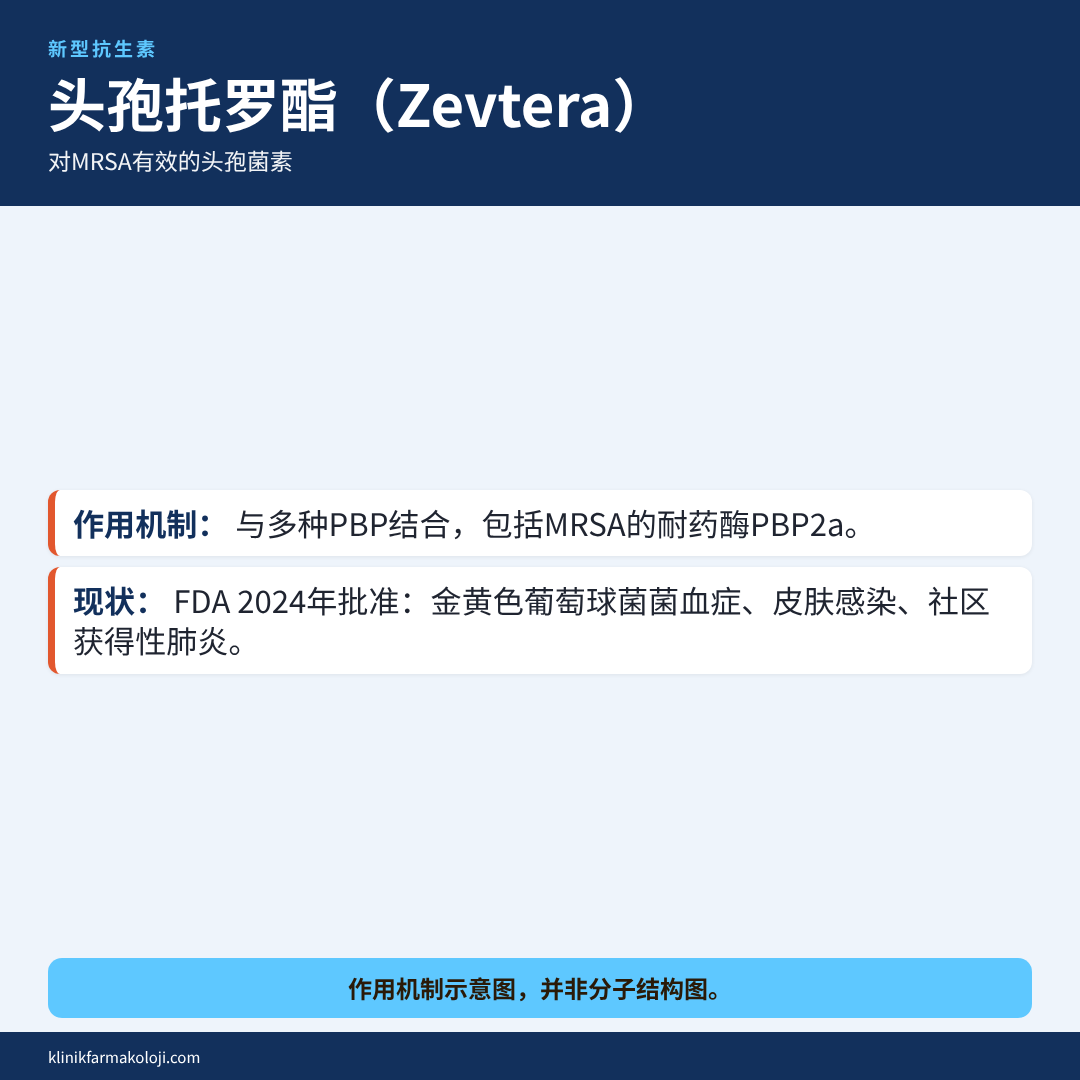 新型抗生素
头孢托罗酯（Zevtera）
对MRSA有效的头孢菌素
作用机制： 与多种PBP结合，包括MRSA的耐药酶PBP2a。
现状： FDA 2024年批准：金黄色葡萄球菌菌血症、皮肤感染、社区
获得性肺炎。
作用机制示意图，并非分子结构图。
klinikfarmakoloji.com